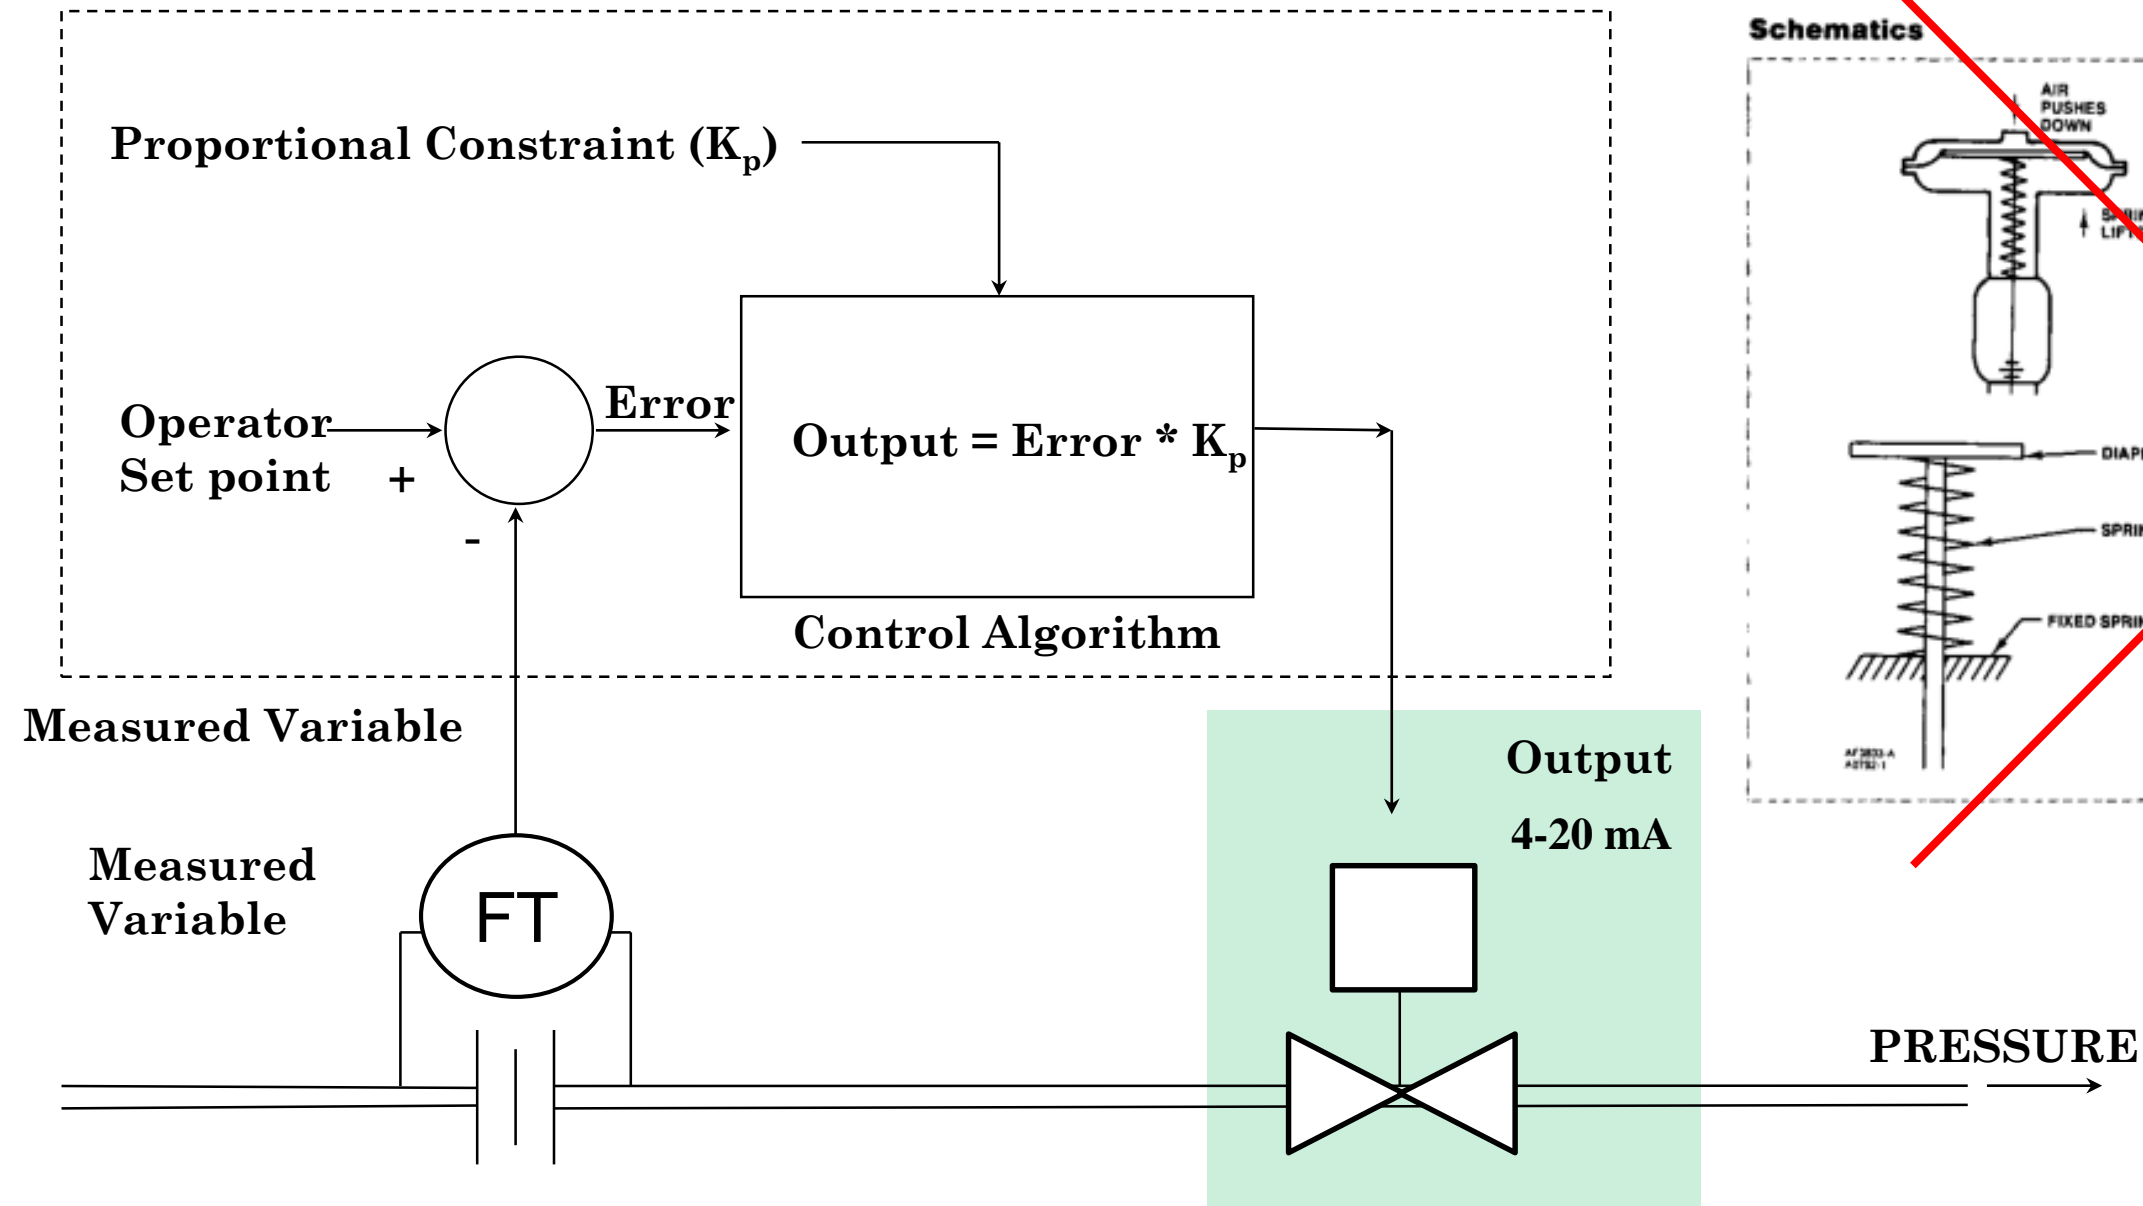 Schematics
AIR
PUSHES
DOWN
Proportional Constraint (Kp)
Operator
Set point
+
-
Error
Output = Error * Kp
Control Algorithm
Measured Variable
Measured
Variable
FT
Output
4-20 mA
PRESSURE
FIXED